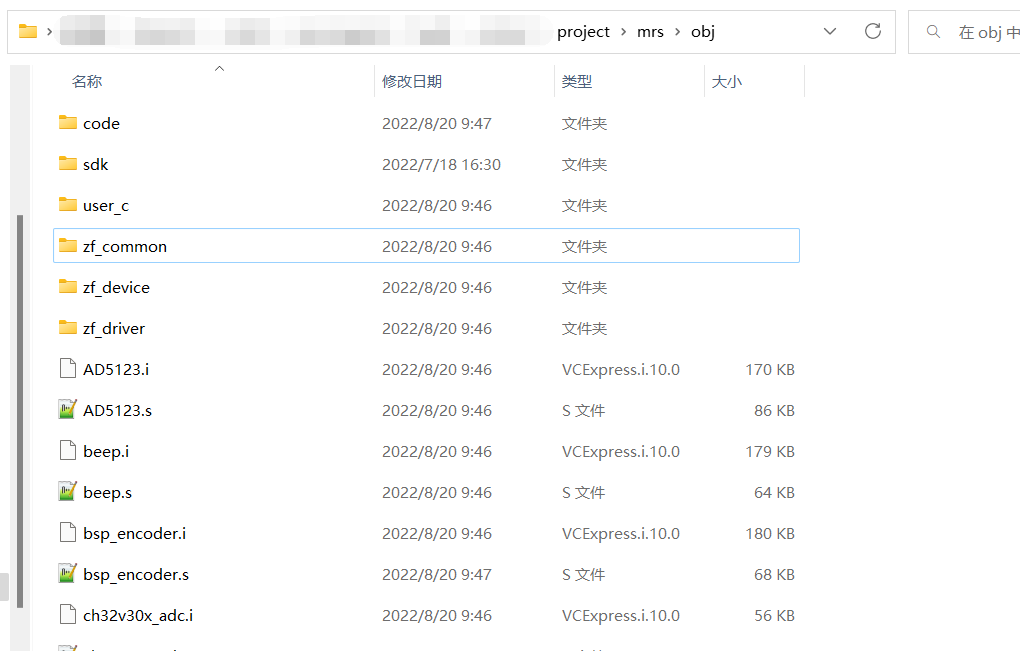 project > mrs > obj 在 obj 中
名称 修改日期 类型 大小
code 2022/8/20 9:47 文件夹
sdk 2022/7/18 16:30 文件夹
user_c 2022/8/20 9:46 文件夹
zf_common 2022/8/20 9:46 文件夹
zf_device 2022/8/20 9:46 文件夹
zf_driver 2022/8/20 9:46 文件夹
AD5123.i 2022/8/20 9:46 VCExpress.i.10.0 170 KB
AD5123.s 2022/8/20 9:46 S 文件 86 KB
beep.i 2022/8/20 9:46 VCExpress.i.10.0 179 KB
beep.s 2022/8/20 9:46 S 文件 64 KB
bsp_encoder.i 2022/8/20 9:46 VCExpress.i.10.0 180 KB
bsp_encoder.s 2022/8/20 9:47 S 文件 68 KB
ch32v30x_adc.i 2022/8/20 9:46 VCExpress.i.10.0 56 KB